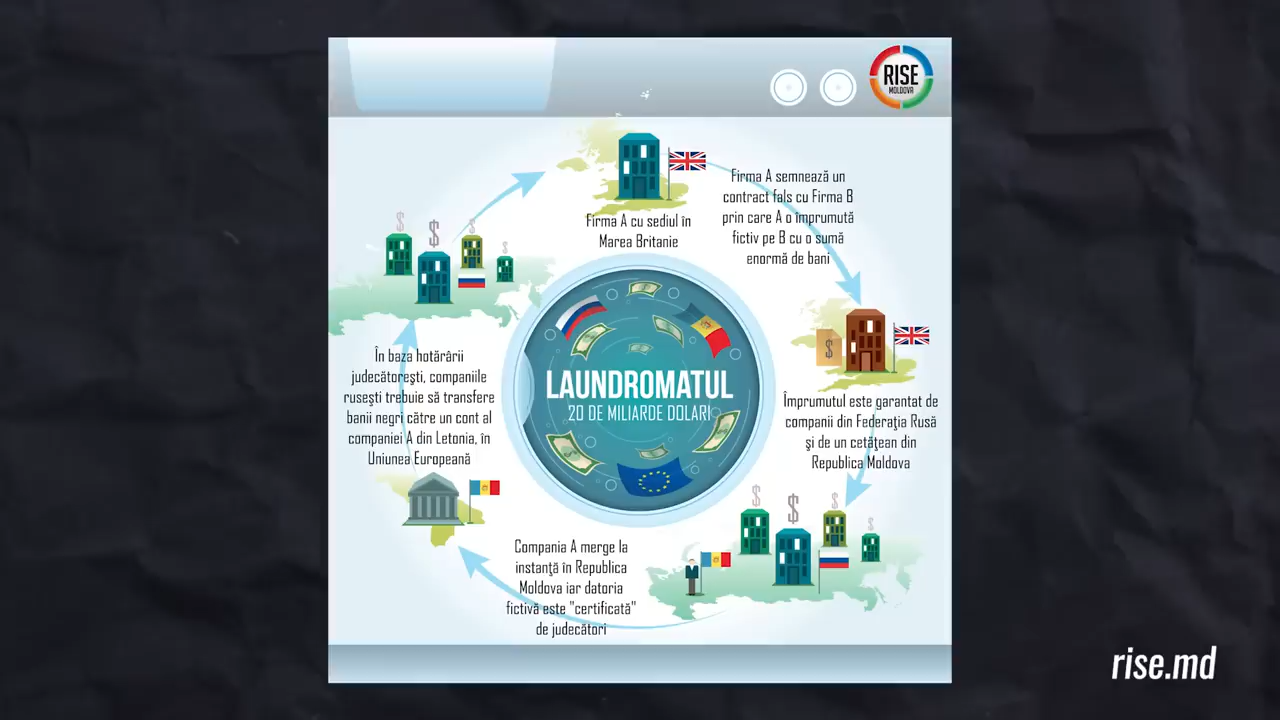 RISE
MOLDOVA
Firma A cu sediul în
Marea Britanie
Firma A semnează un
contract fals cu Firma B
prin care A o împrumută
fictiv pe B cu o sumă
enormă de bani
Împrumutul este garantat de
companii din Federaţia Rusă
şi de un cetăţean din
Republica Moldova
Compania A merge la
instanţă în Republica
Moldova iar datoria
fictivă este "certificată"
de judecători
În baza hotărârii
judecătoreşti, companiile
ruseşti trebuie să transfere
banii negri către un cont al
companiei A din Letonia, în
Uniunea Europeană
LAUNDROMATUL
20 DE MILIARDE DOLARI
rise.md